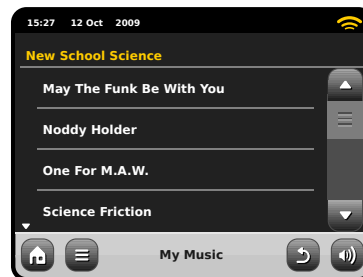 15:27 12 Oct 2009
New School Science
May The Funk Be With You
Noddy Holder
One For M.A.W.
Science Friction
My Music